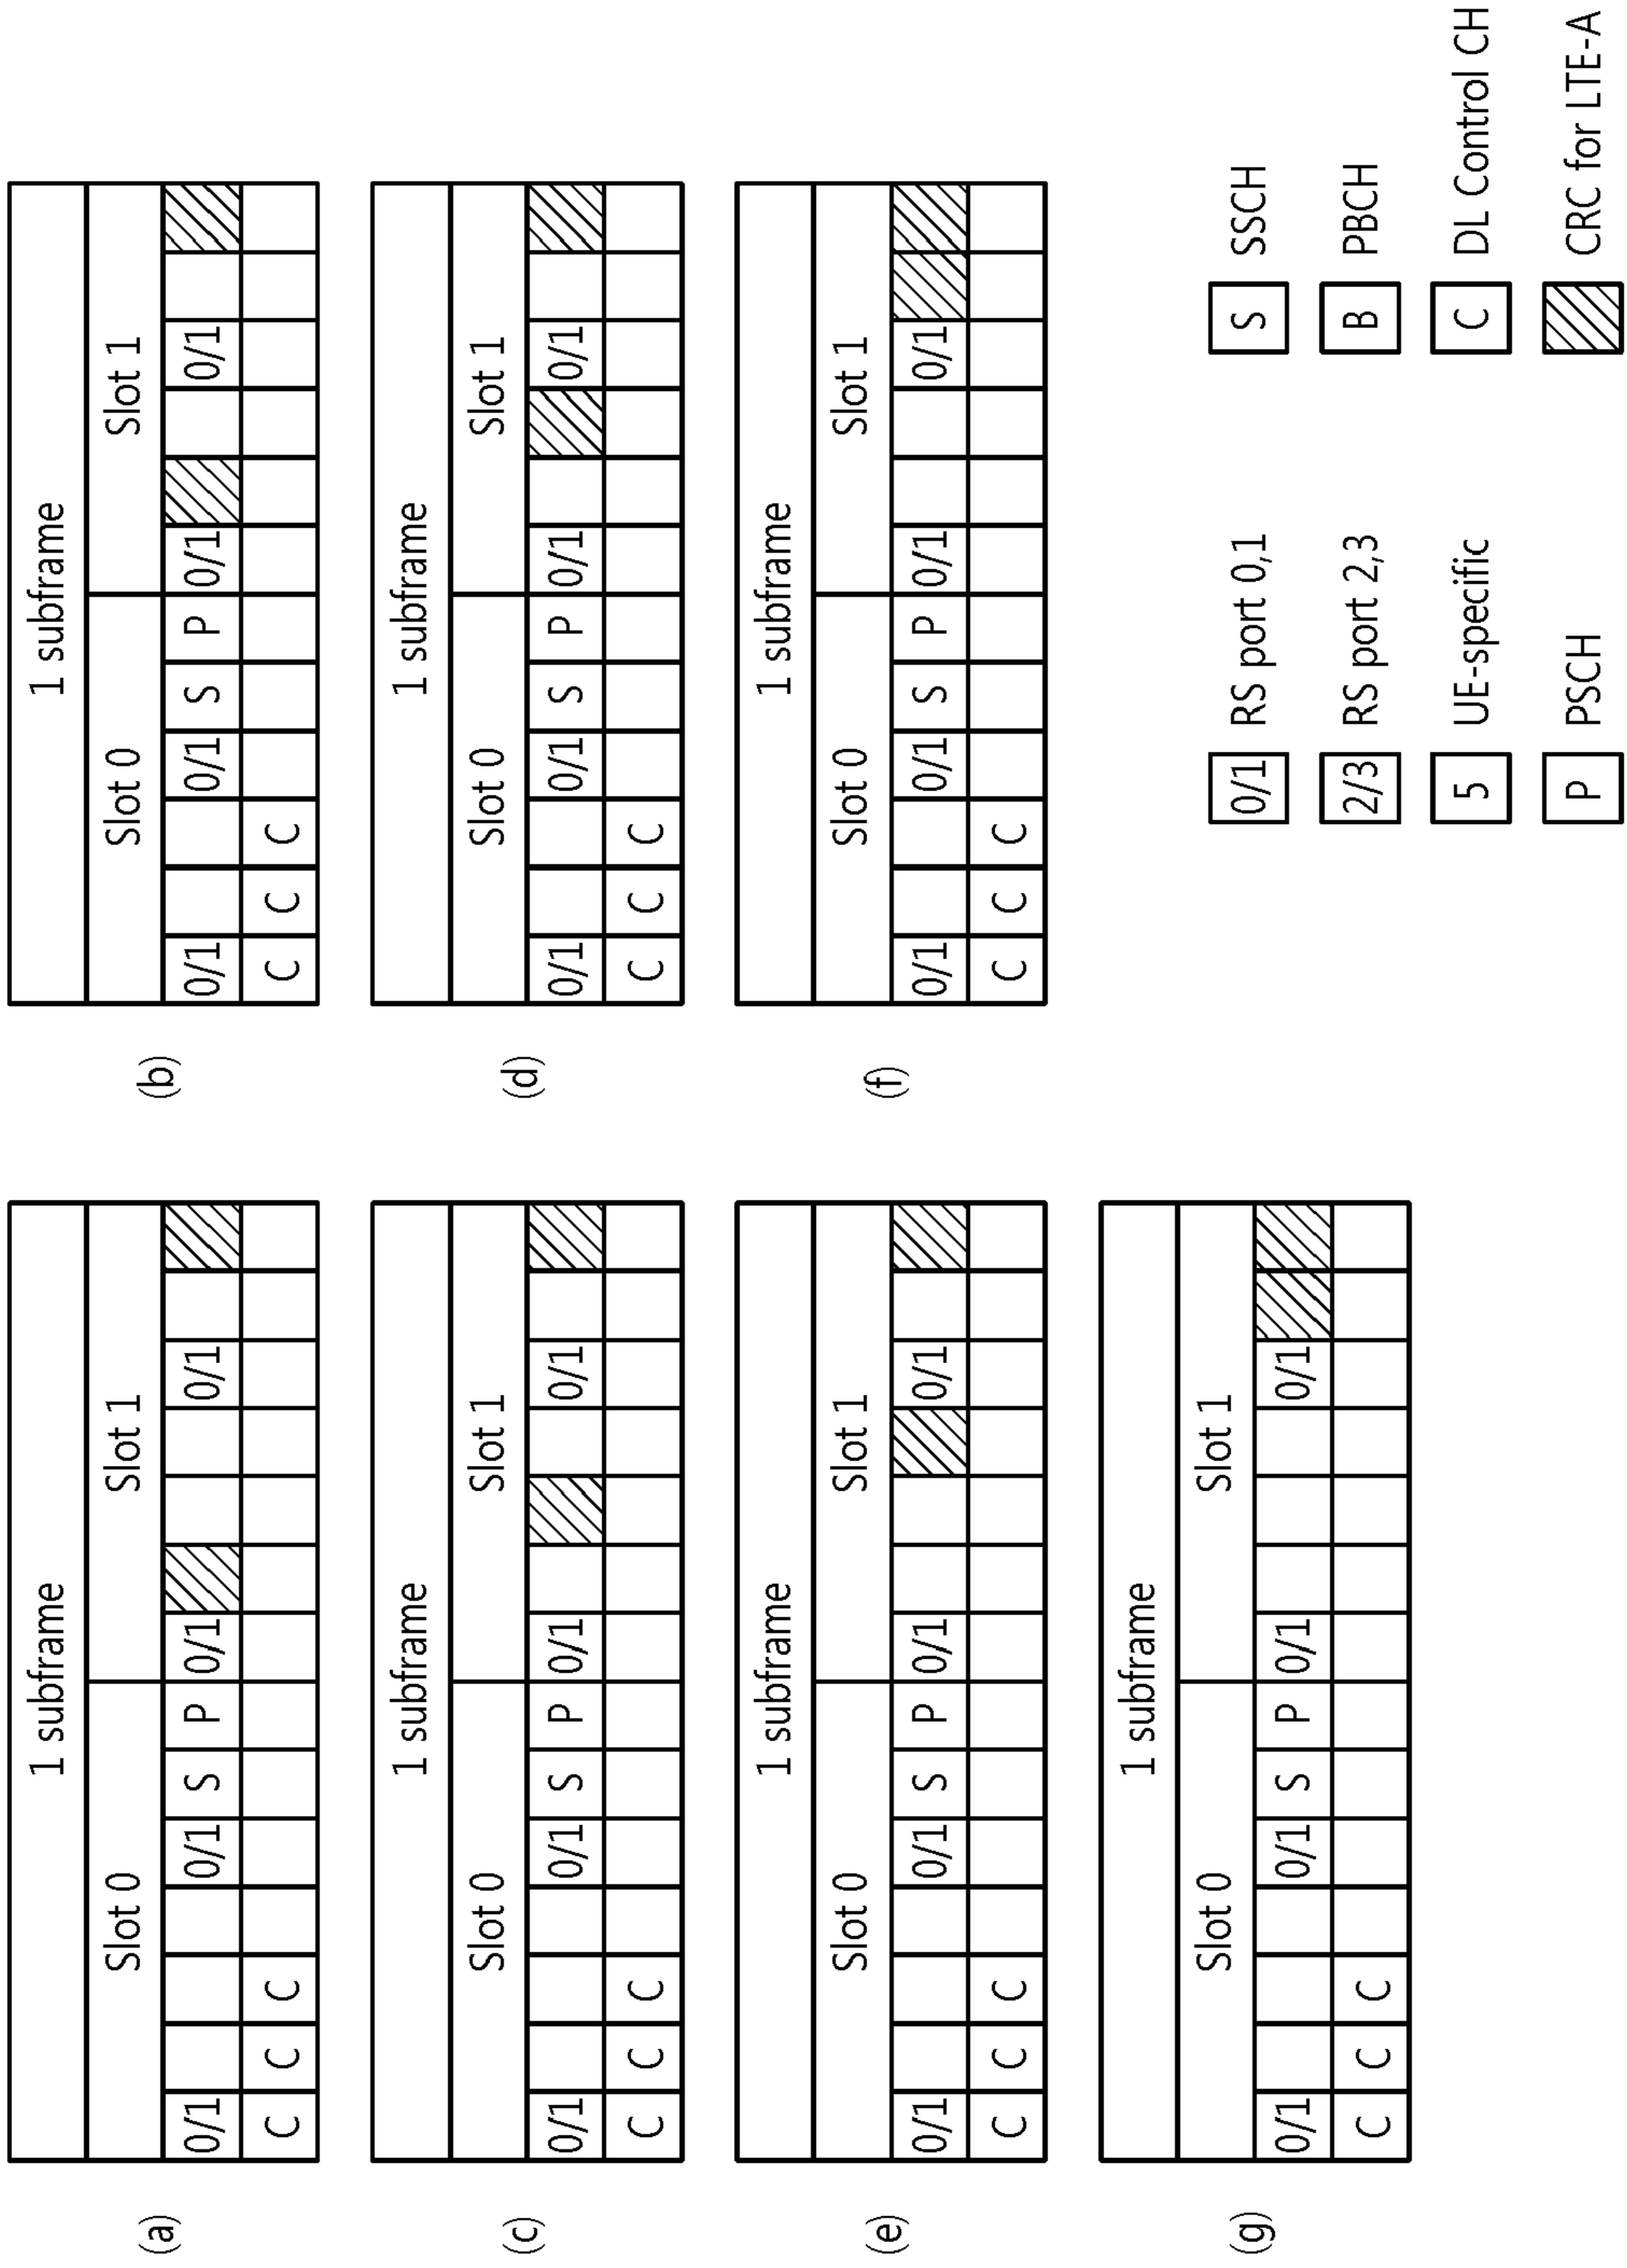 (a)
1 subframe
Slot 0 Slot 1
0/1 0/1 S P 0/1 0/1
C C C
(b)
1 subframe
Slot 0 Slot 1
0/1 0/1 S P 0/1 0/1
C C C
(c)
1 subframe
Slot 0 Slot 1
0/1 0/1 S P 0/1 0/1
C C C
(d)
1 subframe
Slot 0 Slot 1
0/1 0/1 S P 0/1 0/1
C C C
(e)
1 subframe
Slot 0 Slot 1
0/1 0/1 S P 0/1 0/1
C C C
(f)
1 subframe
Slot 0 Slot 1
0/1 0/1 S P 0/1 0/1
C C C
(g)
1 subframe
Slot 0 Slot 1
0/1 0/1 S P 0/1 0/1
C C C
0/1 RS port 0,1
S SSCH
2/3 RS port 2,3
B PBCH
5 UE-specific
C DL Control CH
P PSCH
CRC for LTE-A